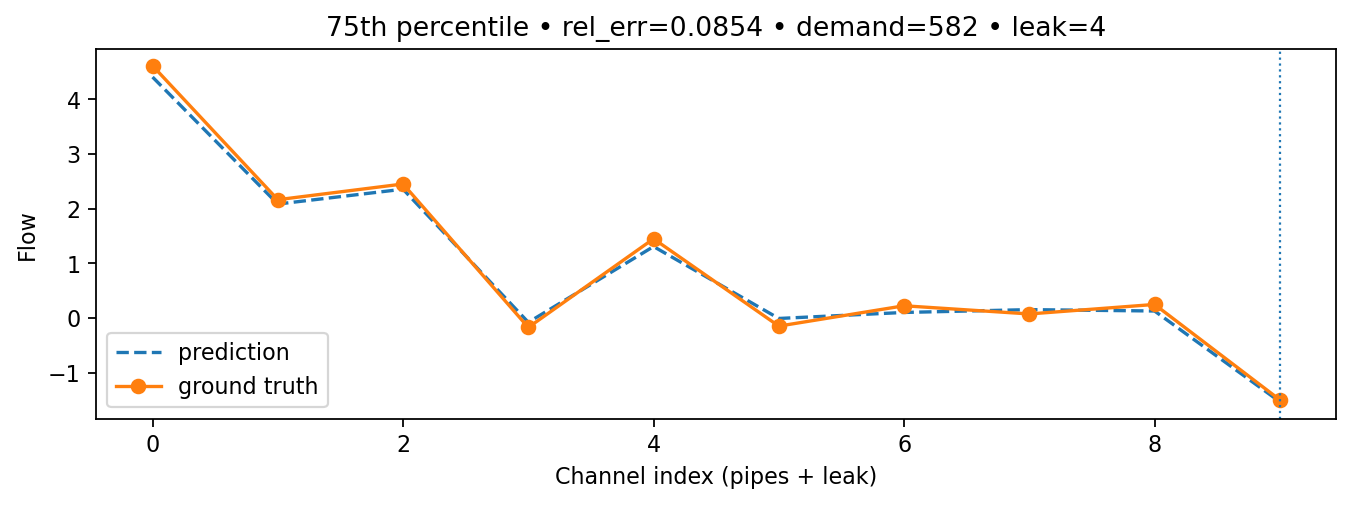 75th percentile • rel_err=0.0854 • demand=582 • leak=4
4
3
2
1
0
−1
Flow
prediction
ground truth
0
2
4
6
8
Channel index (pipes + leak)